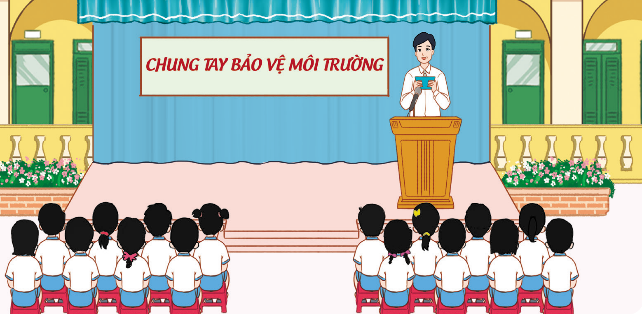 CHUNG TAY BẢO VỆ MÔI TRƯỜNG